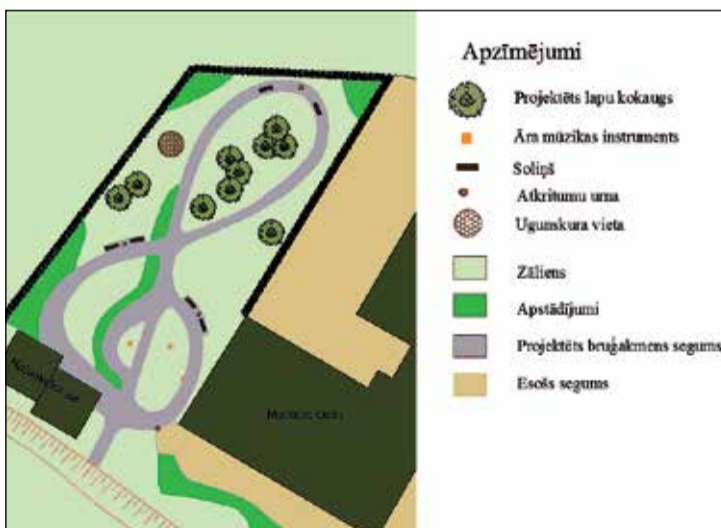 Apzīmējumi
Projektēts lapu kokaugs
Āra mūzikas instruments
Soliņš
Atkritumu urna
Ugunskura vieta
Zāliens
Apstādījumi
Projektēts bruģakmens segums
Esošs segums